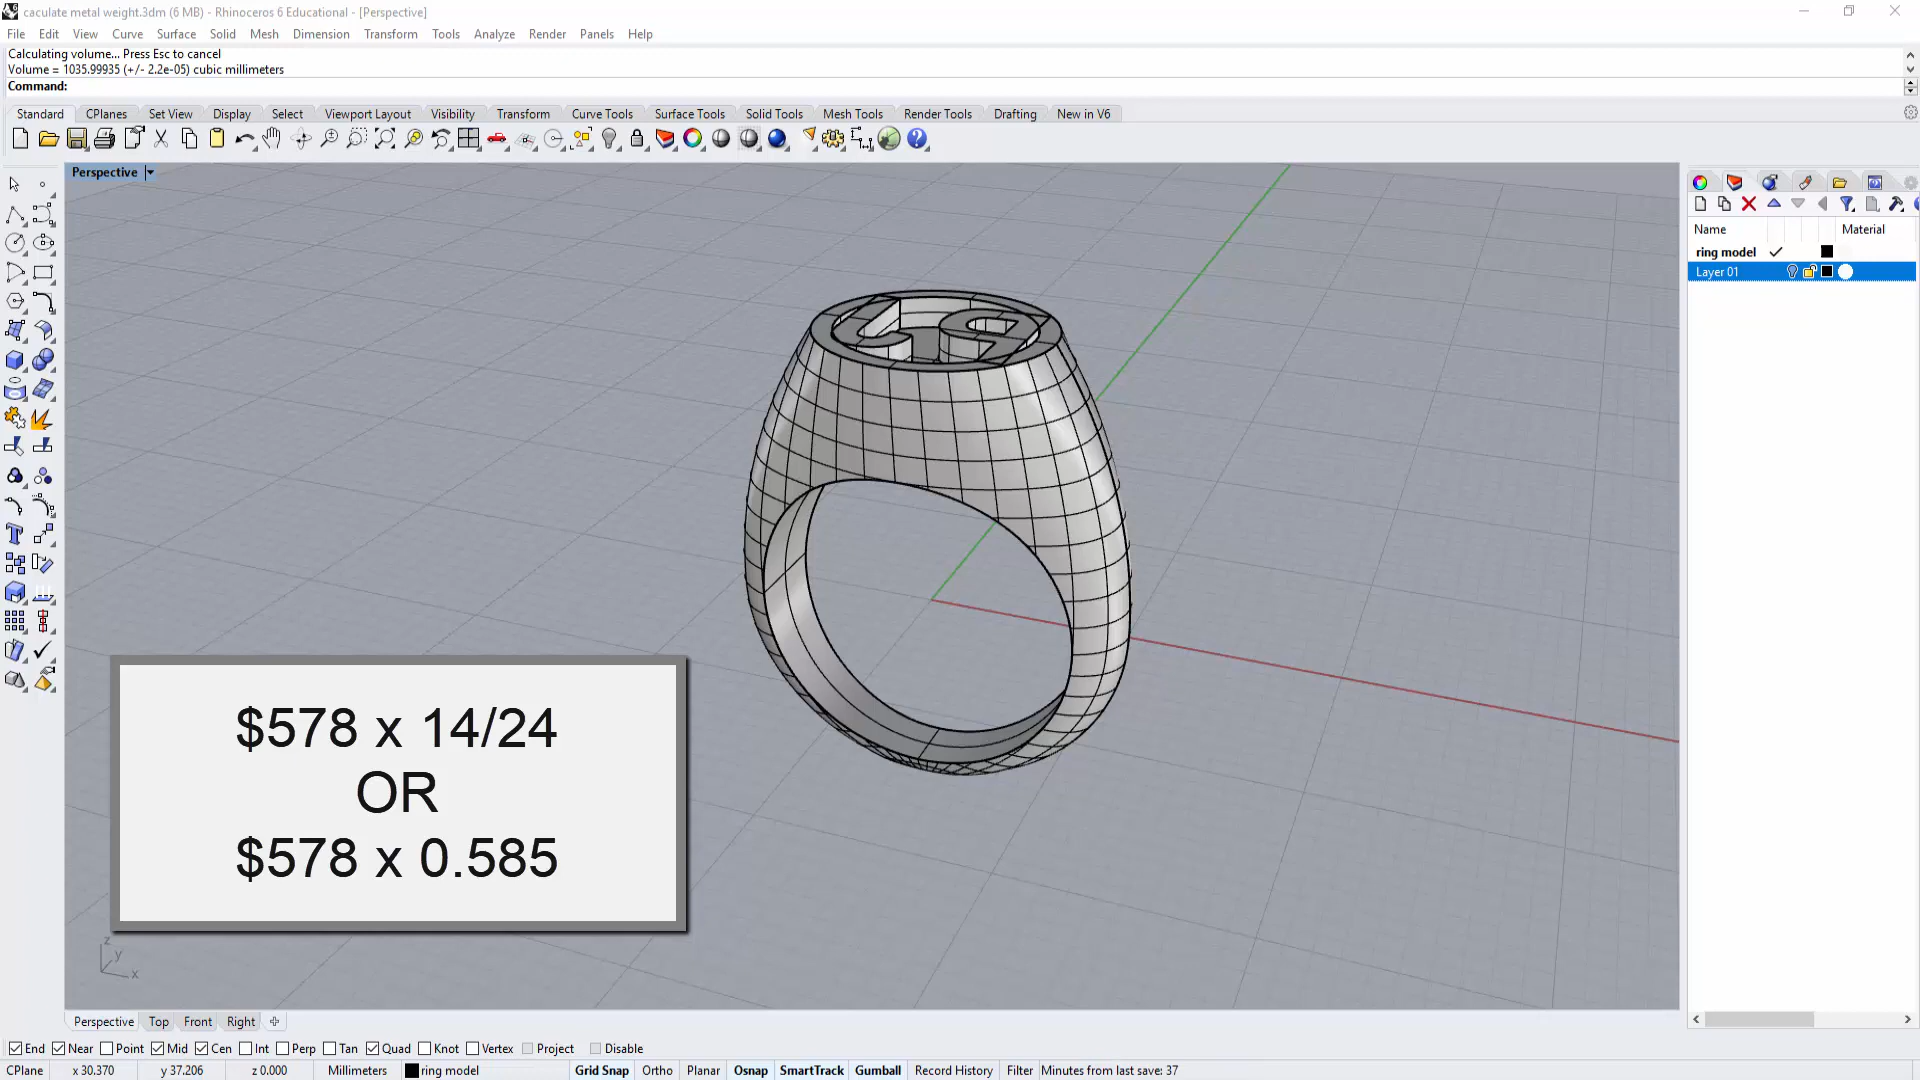 caculate metal weight.3dm (6 MB) - Rhinoceros 6 Educational - [Perspective]
File Edit View Curve Surface Solid Mesh Dimension Transform Tools Analyze Render Panels Help
Calculating volume... Press Esc to cancel
Volume = 1035.99935 (+/- 2.2e-05) cubic millimeters
Command:
Standard CPlanes Set View Display Select Viewport Layout Visibility Transform Curve Tools Surface Tools Solid Tools Mesh Tools Render Tools Drafting New in V6
Perspective
Name Material
ring model
Layer 01
$578 x 14/24
OR
$578 x 0.585
z
y
x
Perspective Top Front Right
End Near Point Mid Cen Int Perp Tan Quad Knot Vertex Project Disable
CPlane x 30.370 y 37.206 z 0.000 Millimeters ring model Grid Snap Ortho Planar Osnap SmartTrack Gumball Record History Filter Minutes from last save: 37